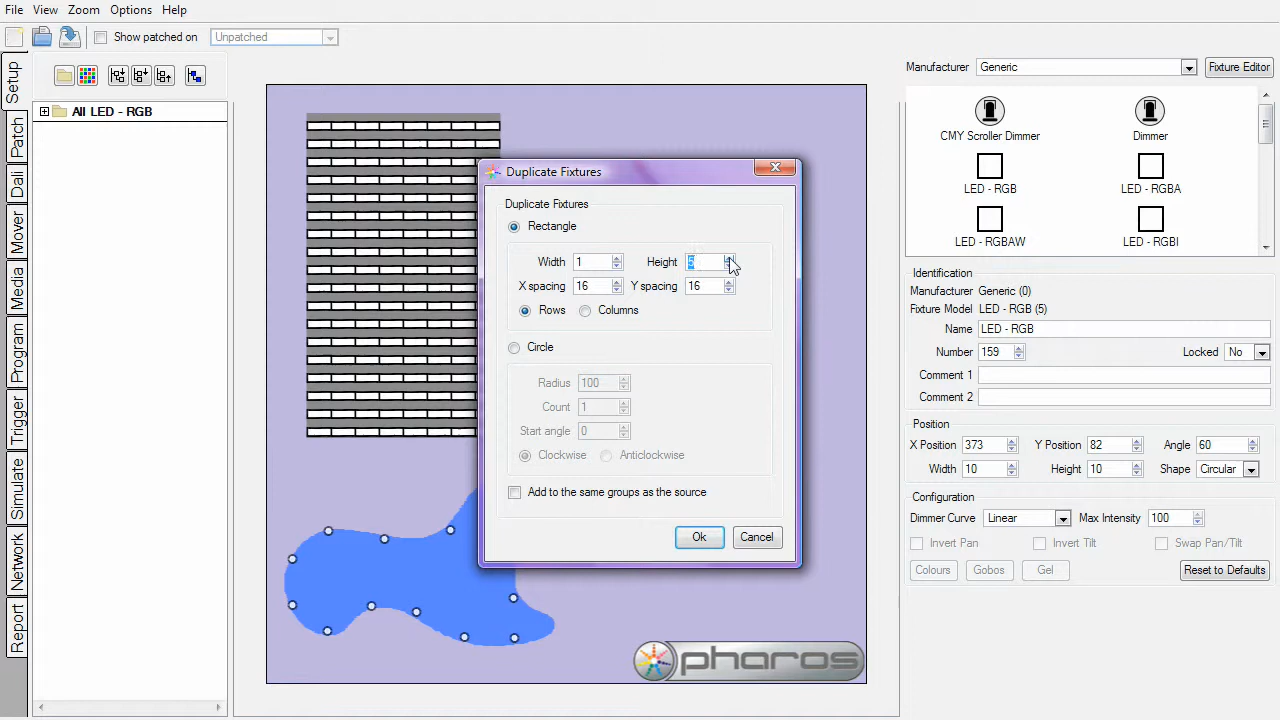 File View Zoom Options Help
Show patched on Unpatched
Setup
Patch
Dali
Mover
Media
Program
Trigger
Simulate
Network
Report
All LED - RGB
Duplicate Fixtures
Duplicate Fixtures
Rectangle
Width 1 Height 5
X spacing 16 Y spacing 16
Rows Columns
Circle
Radius 100
Count 1
Start angle 0
Clockwise Anticlockwise
Add to the same groups as the source
Ok Cancel
pharos
Manufacturer Generic Fixture Editor
CMY Scroller Dimmer Dimmer
LED - RGB LED - RGBA
LED - RGBAW LED - RGBI
Identification
Manufacturer Generic (0)
Fixture Model LED - RGB (5)
Name LED - RGB
Number 159 Locked No
Comment 1
Comment 2
Position
X Position 373 Y Position 82 Angle 60
Width 10 Height 10 Shape Circular
Configuration
Dimmer Curve Linear Max Intensity 100
Invert Pan Invert Tilt Swap Pan/Tilt
Colours Gobos Gel Reset to Defaults